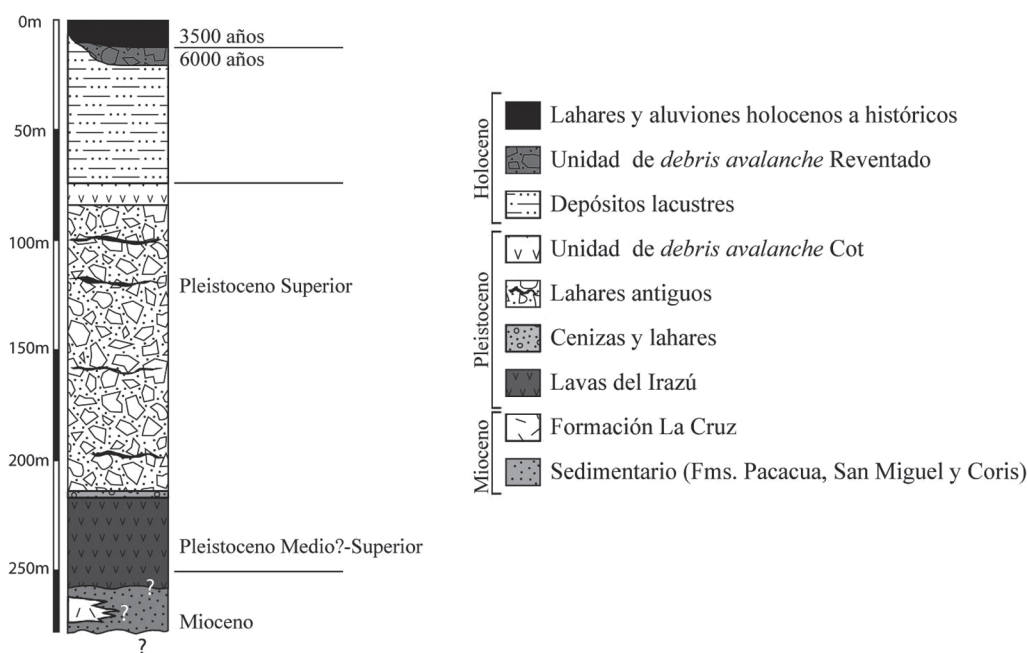 0m
50m
100m
150m
200m
250m
3500 años
6000 años
Pleistoceno Superior
Pleistoceno Medio?-Superior
Mioceno
?
?
?
Holoceno
Lahares y aluviones holocenos a históricos
Unidad de debris avalanche Reventado
Depósitos lacustres
Pleistoceno
Unidad de debris avalanche Cot
Lahares antiguos
Cenizas y lahares
Lavas del Irazú
Mioceno
Formación La Cruz
Sedimentario (Fms. Pacacua, San Miguel y Coris)